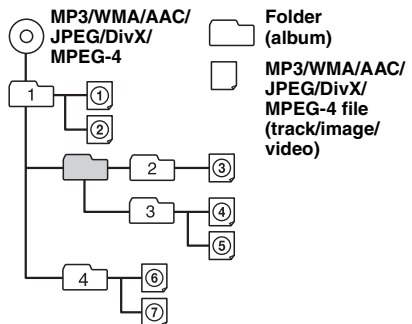 MP3/WMA/AAC/
JPEG/DivX/
MPEG-4
Folder
(album)
MP3/WMA/AAC/
JPEG/DivX/
MPEG-4 file
(track/image/
video)
1
①
②
2
③
3
④
⑤
4
⑥
⑦